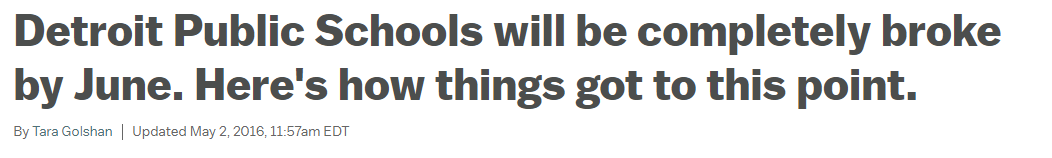 Detroit Public Schools will be completely broke
by June. Here's how things got to this point.
By Tara Golshan | Updated May 2, 2016, 11:57am EDT